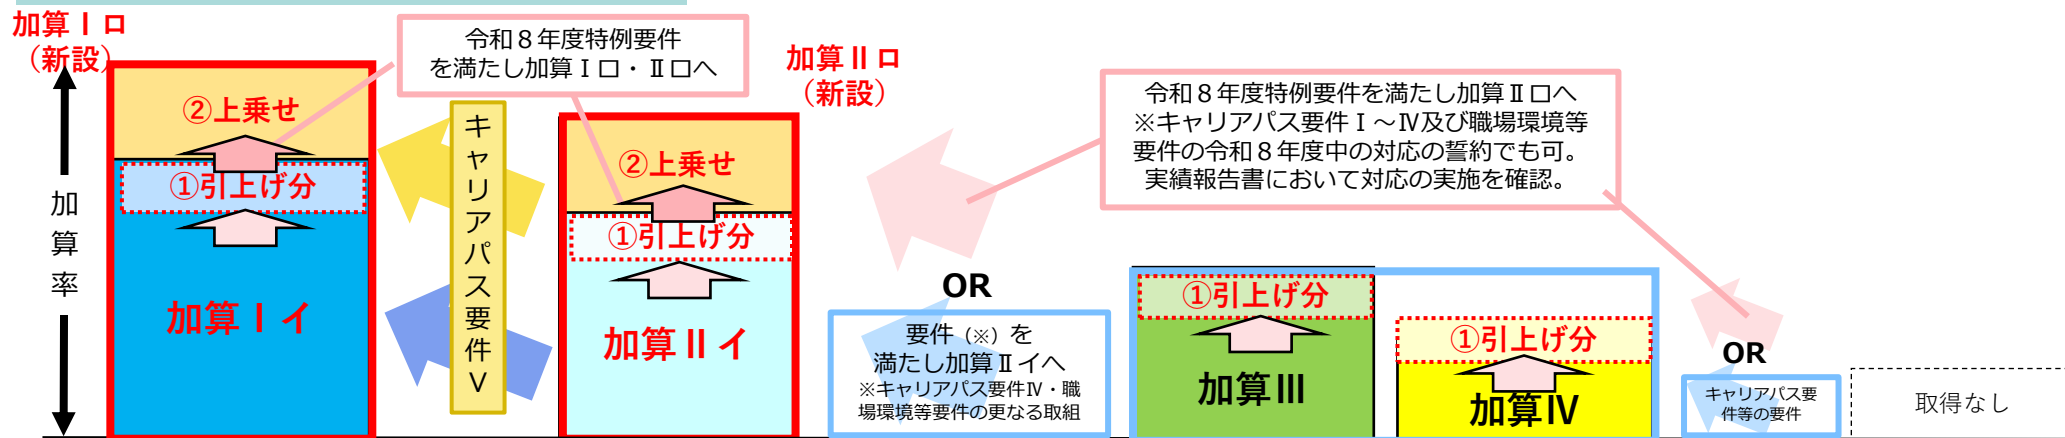 加算Ⅰロ
（新設）
加算率
②上乗せ
①引上げ分
加算Ⅰイ
令和８年度特例要件
を満たし加算Ⅰロ・Ⅱロへ
キャリアパス要件Ⅴ
加算Ⅱロ
（新設）
②上乗せ
①引上げ分
加算Ⅱイ
OR
要件（※）を
満たし加算Ⅱイへ
※キャリアパス要件Ⅳ・職
場環境等要件の更なる取組
令和８年度特例要件を満たし加算Ⅱロへ
※キャリアパス要件Ⅰ～Ⅳ及び職場環境等
要件の令和８年度中の対応の誓約でも可。
実績報告書において対応の実施を確認。
①引上げ分
加算Ⅲ
①引上げ分
加算Ⅳ
OR
キャリアパス要
件等の要件
取得なし